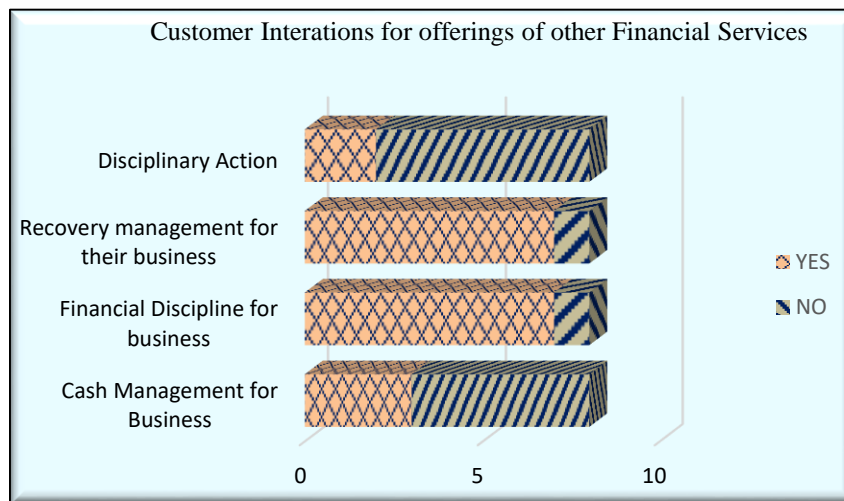 Customer Interations for offerings of other Financial Services
Disciplinary Action
Recovery management for
their business
Financial Discipline for
business
Cash Management for
Business
YES
NO
0 5 10